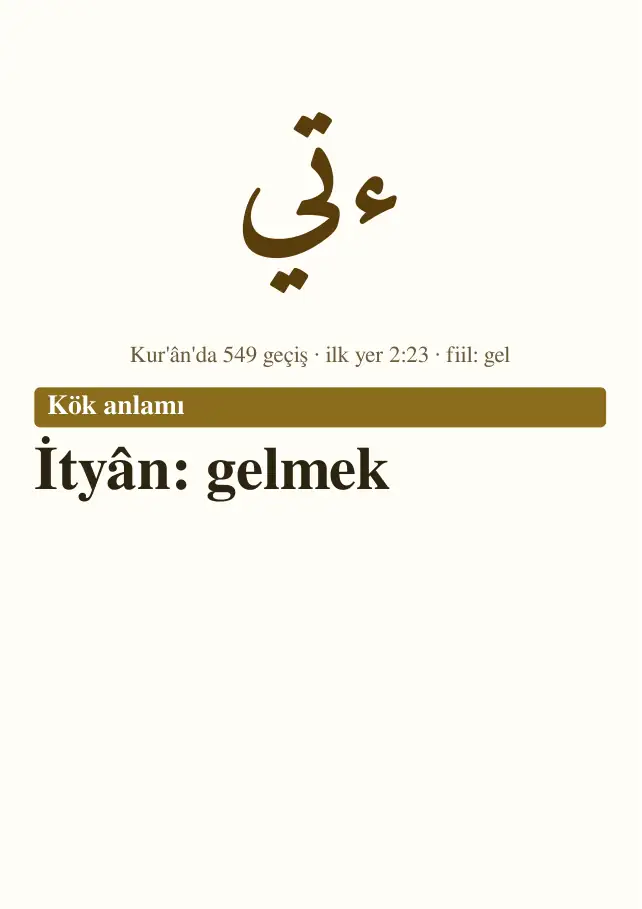 ءتي
Kur'ân'da 549 geçiş · ilk yer 2:23 · fiil: gel
Kök anlamı
İtyân: gelmek